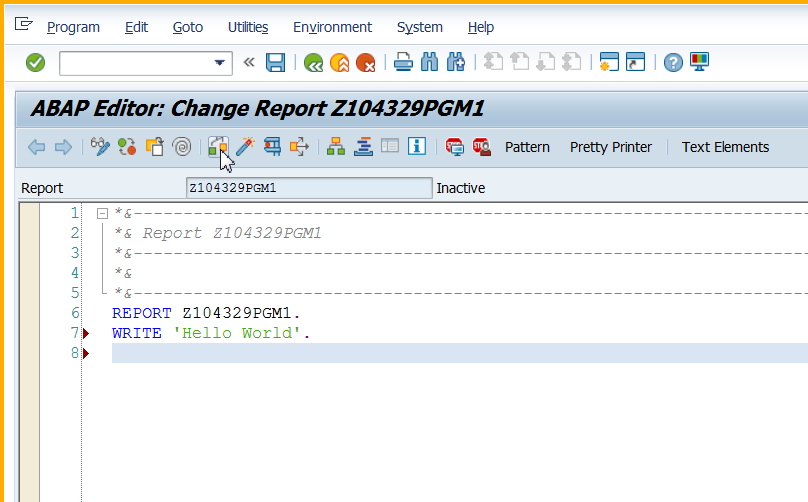 Program Edit Goto Utilities Environment System Help
ABAP Editor: Change Report Z104329PGM1
Pattern Pretty Printer Text Elements
Report Z104329PGM1 Inactive
1 *&---------------------------------------------------------------------
2 *& Report Z104329PGM1
3 *&---------------------------------------------------------------------
4 *&
5 *&---------------------------------------------------------------------
6 REPORT Z104329PGM1.
7 WRITE 'Hello World'.
8